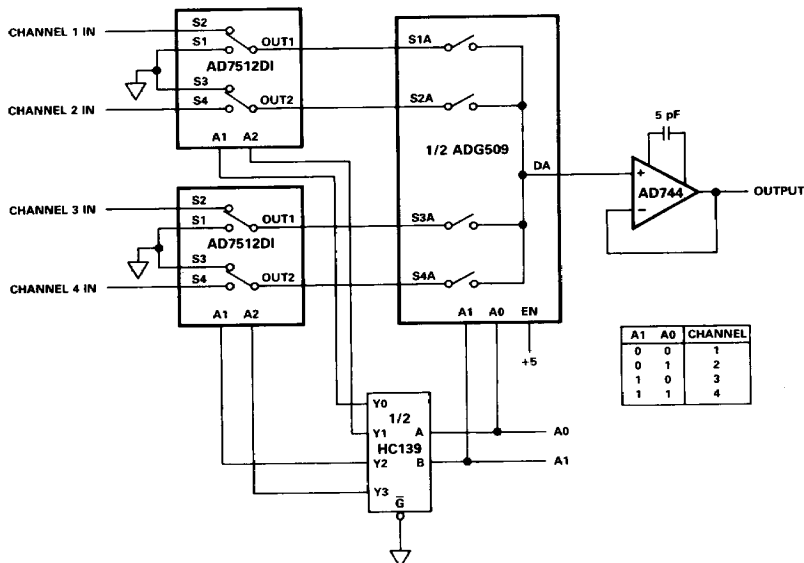 CHANNEL 1 IN
S2
S1
OUT1
AD7512DI
S3
S4
OUT2
A1 A2
CHANNEL 2 IN
S1A
S2A
1/2 ADG509
DA
S3A
S4A
A1 A0 EN
+5
5 pF
+
AD744
−
OUTPUT
CHANNEL 3 IN
S2
S1
OUT1
AD7512DI
S3
S4
OUT2
A1 A2
CHANNEL 4 IN
A1 A0 CHANNEL
0 0 1
0 1 2
1 0 3
1 1 4
Y0
1/2
Y1
A
HC139
Y2
B
Y3
G̅
A0
A1